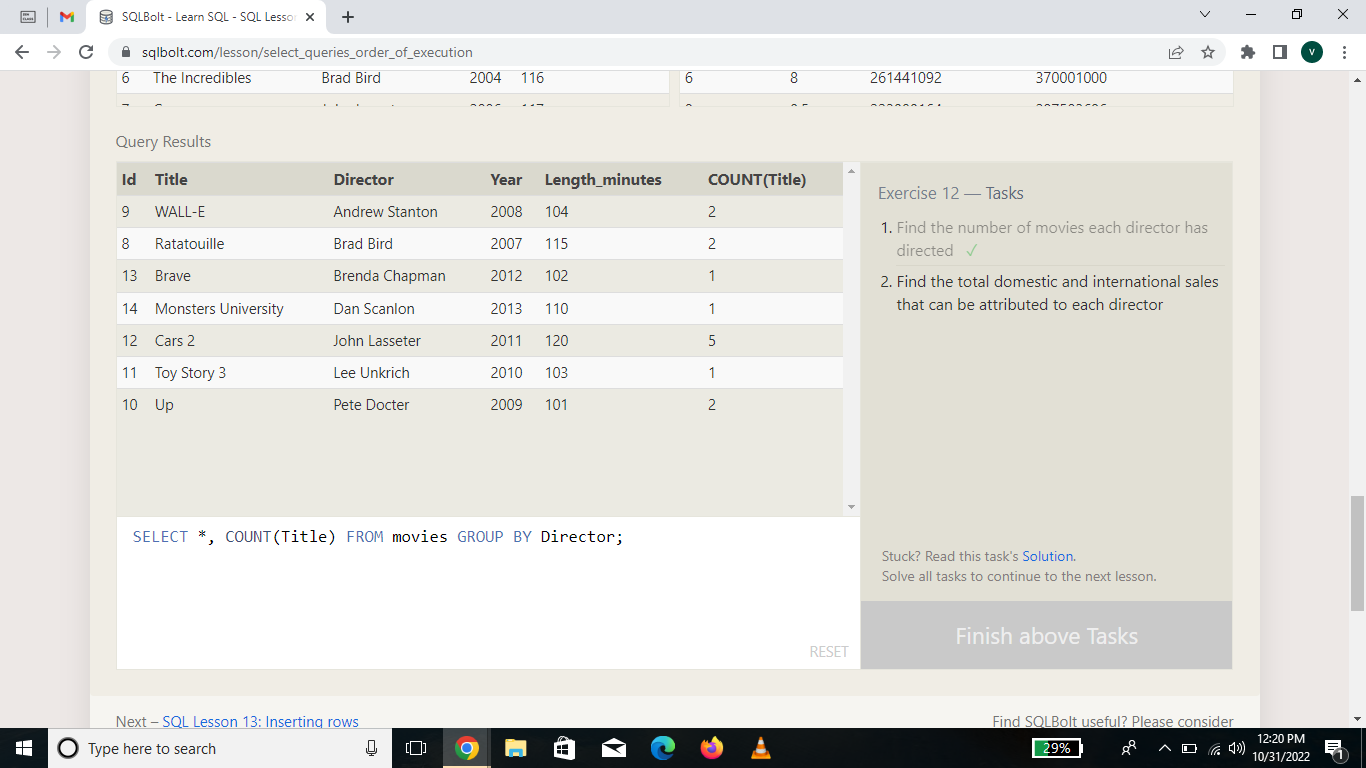 SQLBolt - Learn SQL - SQL Lesso
sqlbolt.com/lesson/select_queries_order_of_execution
V
6 The Incredibles Brad Bird 2004 116
6 8 261441092 370001000
Query Results
Id Title Director Year Length_minutes COUNT(Title)
9 WALL-E Andrew Stanton 2008 104 2
8 Ratatouille Brad Bird 2007 115 2
13 Brave Brenda Chapman 2012 102 1
14 Monsters University Dan Scanlon 2013 110 1
12 Cars 2 John Lasseter 2011 120 5
11 Toy Story 3 Lee Unkrich 2010 103 1
10 Up Pete Docter 2009 101 2
Exercise 12 — Tasks
1. Find the number of movies each director has
directed ✓
2. Find the total domestic and international sales
that can be attributed to each director
SELECT *, COUNT(Title) FROM movies GROUP BY Director;
RESET
Stuck? Read this task's Solution.
Solve all tasks to continue to the next lesson.
Finish above Tasks
Next – SQL Lesson 13: Inserting rows
Find SQLBolt useful? Please consider
Type here to search
29%
12:20 PM
10/31/2022
1